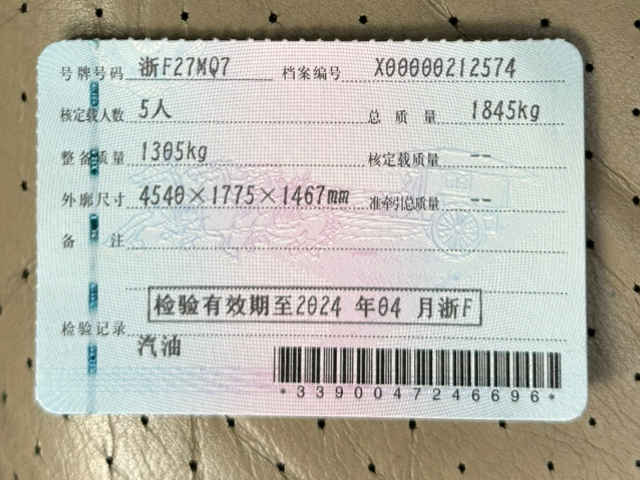 号牌号码 浙F27MQ7 档案编号 X00000212574
核定载人数 5人 总质量 1845kg
整备质量 1305kg 核定载质量 --
外廓尺寸 4540×1775×1467mm 准牵引总质量 --
备注
检验有效期至2024 年04 月浙F
检验记录
汽油
*3390047246696*